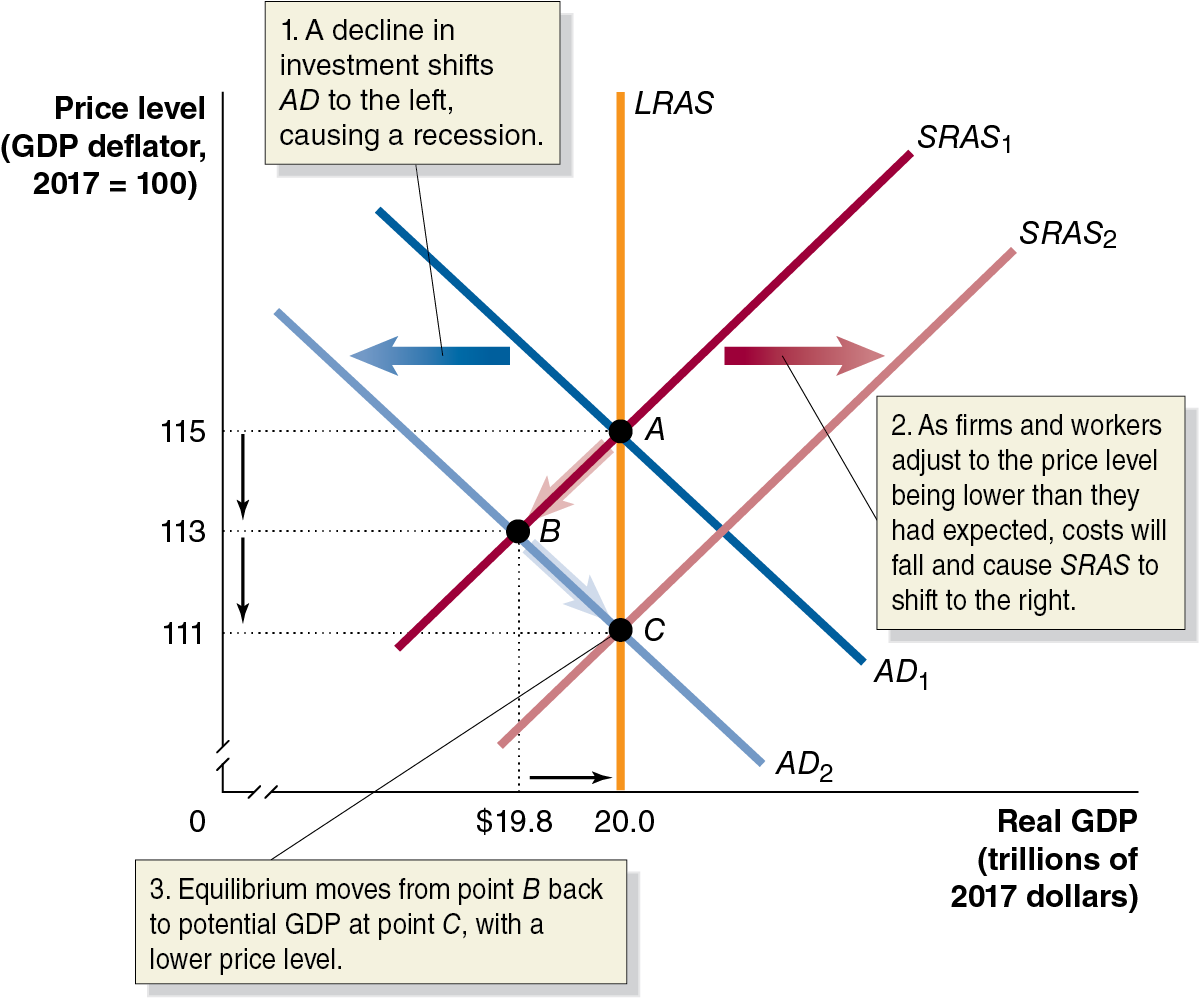 1. A decline in
investment shifts
AD to the left,
causing a recession.
Price level
(GDP deflator,
2017 = 100)
LRAS
SRAS₁
SRAS₂
115
A
2. As firms and workers
adjust to the price level
being lower than they
had expected, costs will
fall and cause SRAS to
shift to the right.
113
B
111
C
AD₁
AD₂
0
$19.8
20.0
Real GDP
(trillions of
2017 dollars)
3. Equilibrium moves from point B back
to potential GDP at point C, with a
lower price level.